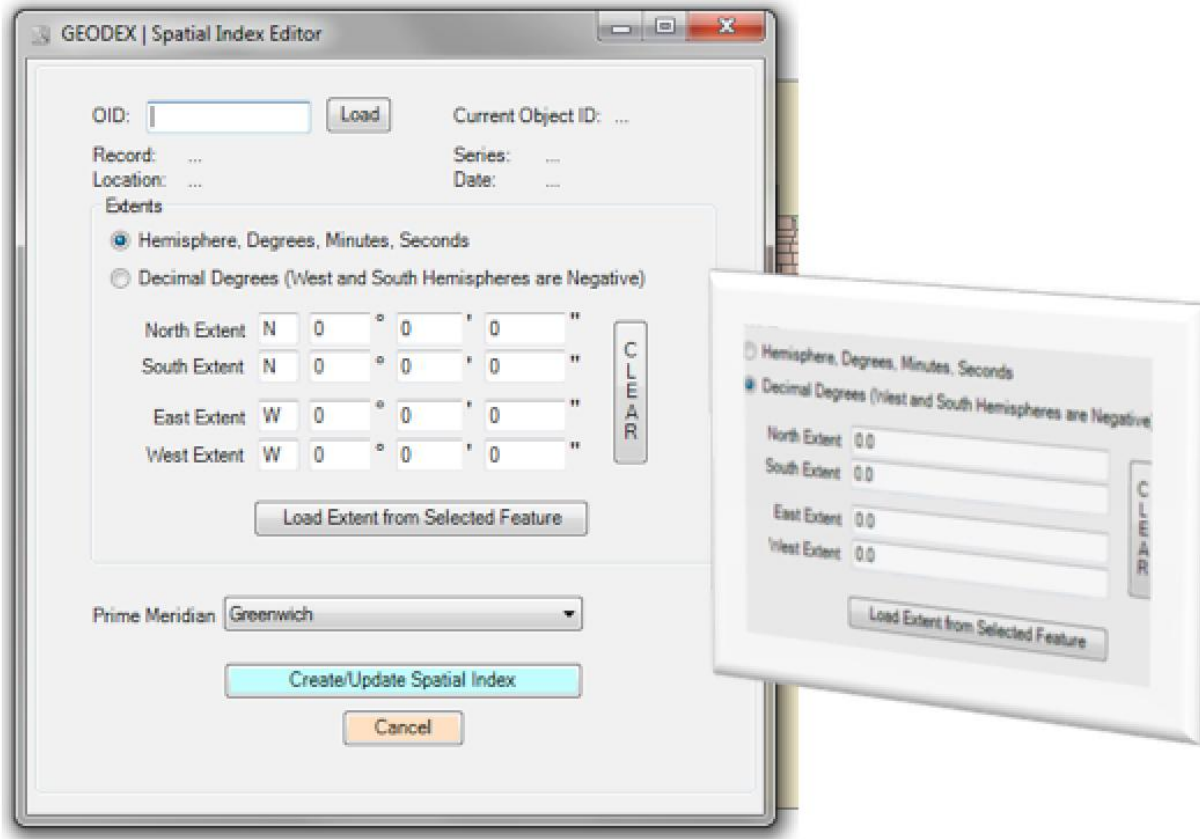 GEODEX | Spatial Index Editor
OID: Load Current Object ID: ...
Record: ... Series: ...
Location: ... Date: ...
Extents
Hemisphere, Degrees, Minutes, Seconds
Decimal Degrees (West and South Hemispheres are Negative)
North Extent N 0 ° 0 ' 0 "
South Extent N 0 ° 0 ' 0 "
East Extent W 0 ° 0 ' 0 "
West Extent W 0 ° 0 ' 0 "
CLEAR
Load Extent from Selected Feature
Prime Meridian Greenwich
Create/Update Spatial Index
Cancel
Hemisphere, Degrees, Minutes, Seconds
Decimal Degrees (West and South Hemispheres are Negative)
North Extent 0.0
South Extent 0.0
East Extent 0.0
West Extent 0.0
CLEAR
Load Extent from Selected Feature